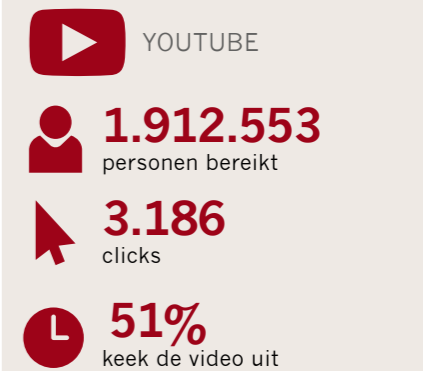 YOUTUBE
1.912.553
personen bereikt
3.186
clicks
51%
keek de video uit